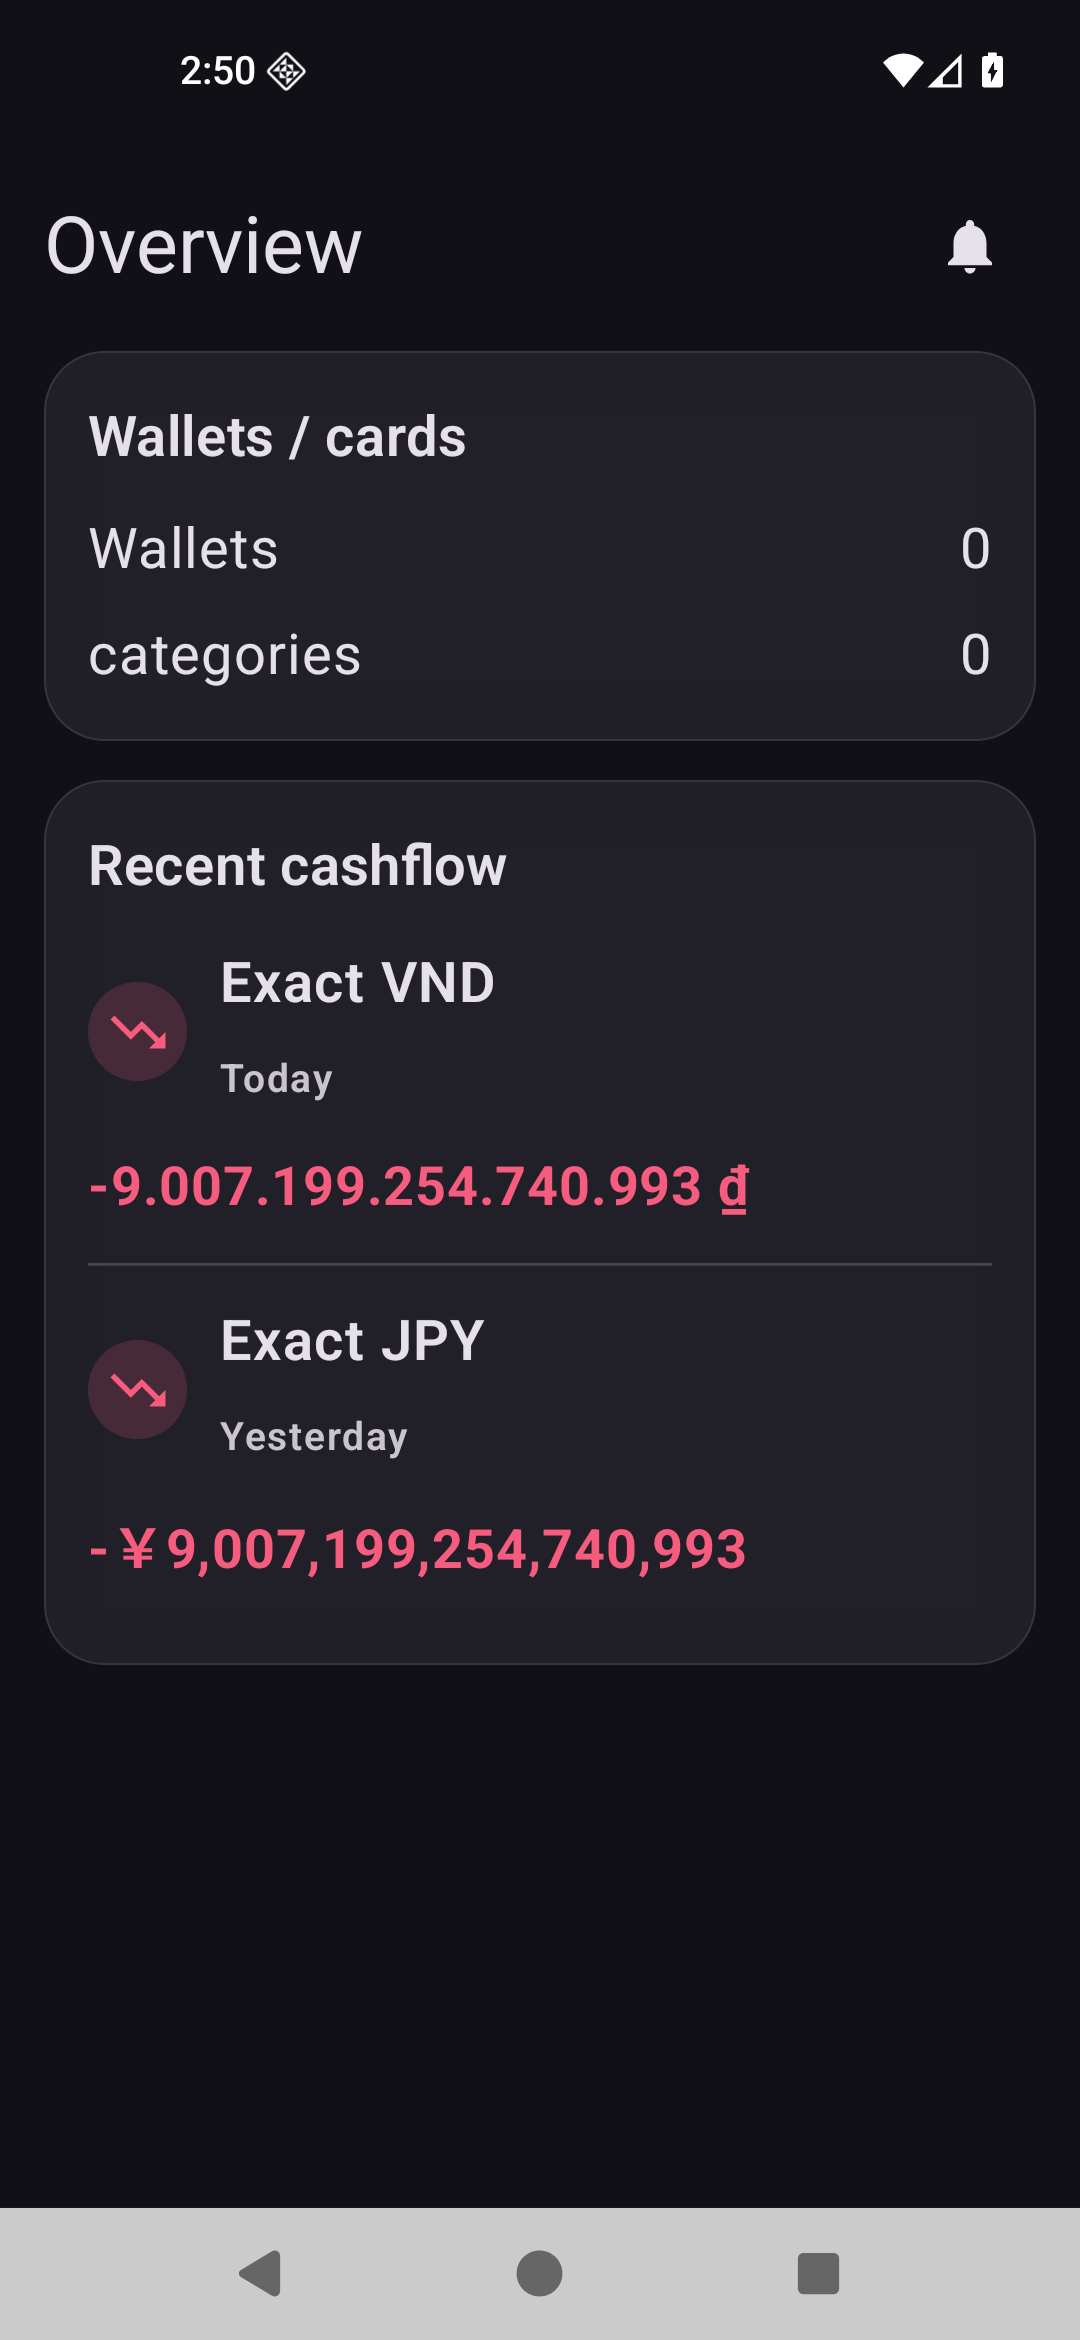 2:50
Overview
Wallets / cards
Wallets 0
categories 0
Recent cashflow
Exact VND
Today
-9.007.199.254.740.993 ₫
Exact JPY
Yesterday
-￥9,007,199,254,740,993